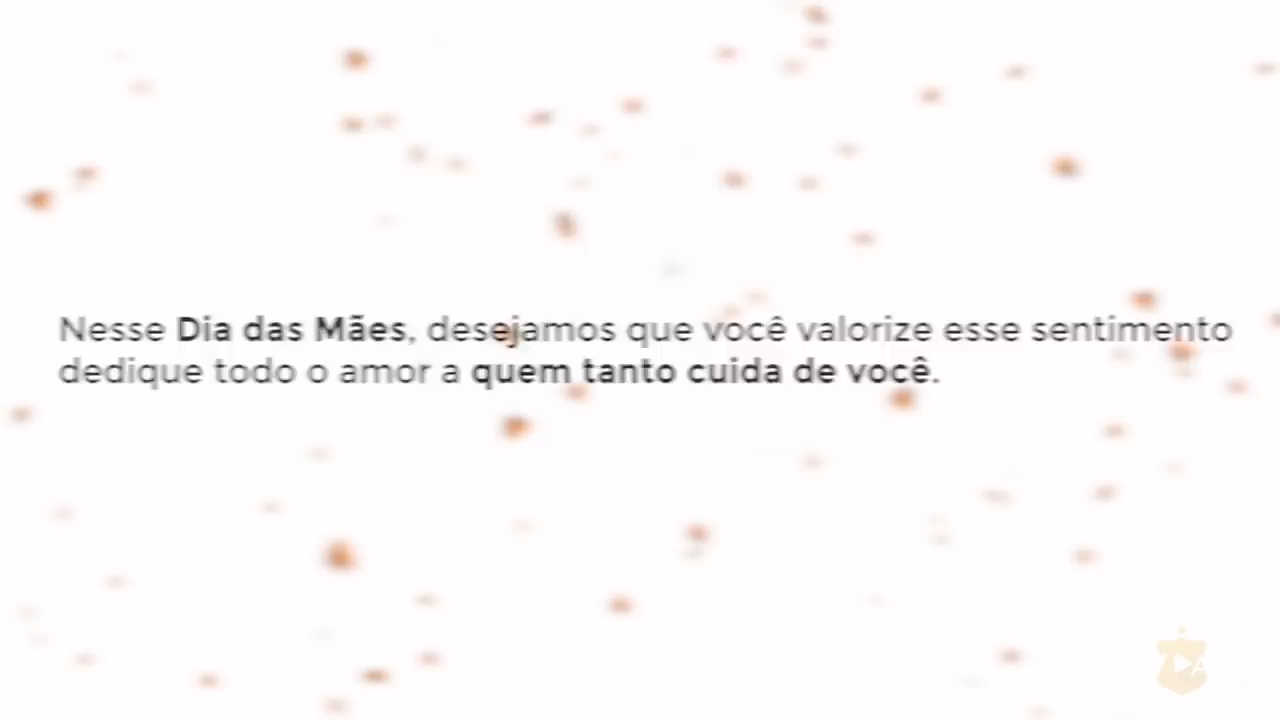 Nesse Dia das Mães, desejamos que você valorize esse sentimento
dedique todo o amor a quem tanto cuida de você.